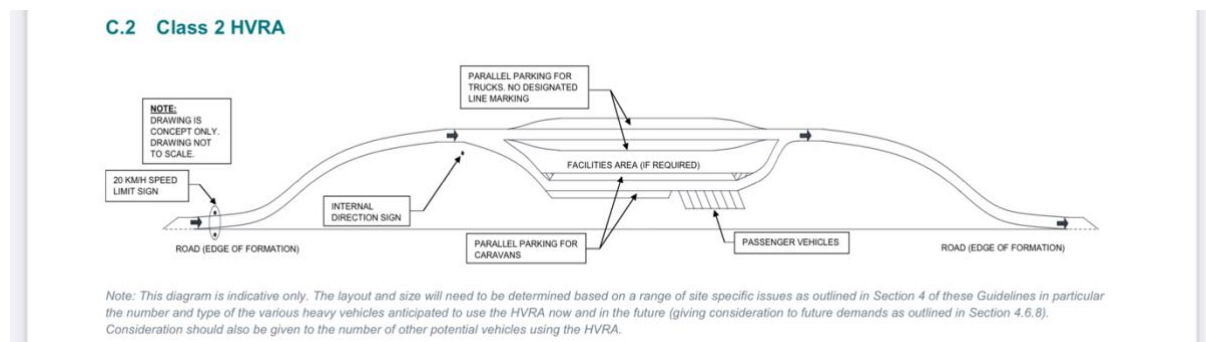 C.2 Class 2 HVRA
PARALLEL PARKING FOR
TRUCKS. NO DESIGNATED
LINE MARKING
NOTE:
DRAWING IS
CONCEPT ONLY.
DRAWING NOT
TO SCALE.
20 KM/H SPEED
LIMIT SIGN
FACILITIES AREA (IF REQUIRED)
INTERNAL
DIRECTION SIGN
ROAD (EDGE OF FORMATION)
PARALLEL PARKING FOR
CARAVANS
PASSENGER VEHICLES
ROAD (EDGE OF FORMATION)
Note: This diagram is indicative only. The layout and size will need to be determined based on a range of site specific issues as outlined in Section 4 of these Guidelines in particular
the number and type of the various heavy vehicles anticipated to use the HVRA now and in the future (giving consideration to future demands as outlined in Section 4.6.8).
Consideration should also be given to the number of other potential vehicles using the HVRA.